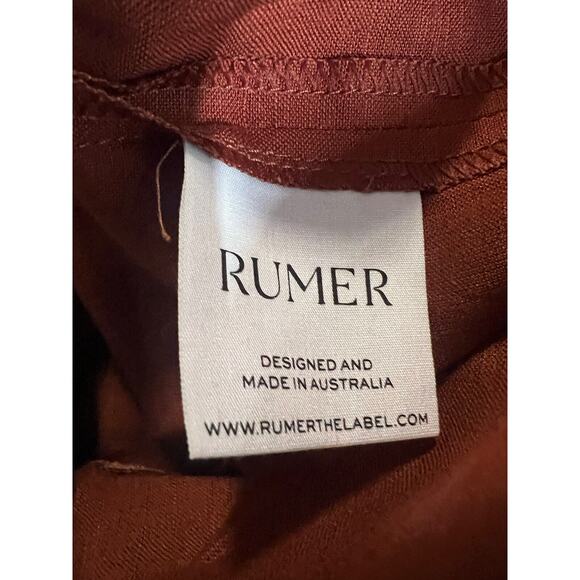 RUMER
DESIGNED AND
MADE IN AUSTRALIA
WWW.RUMERTHELABEL.COM